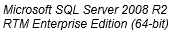 Microsoft SQL Server 2008 R2
RTM Enterprise Edition (64-bit)